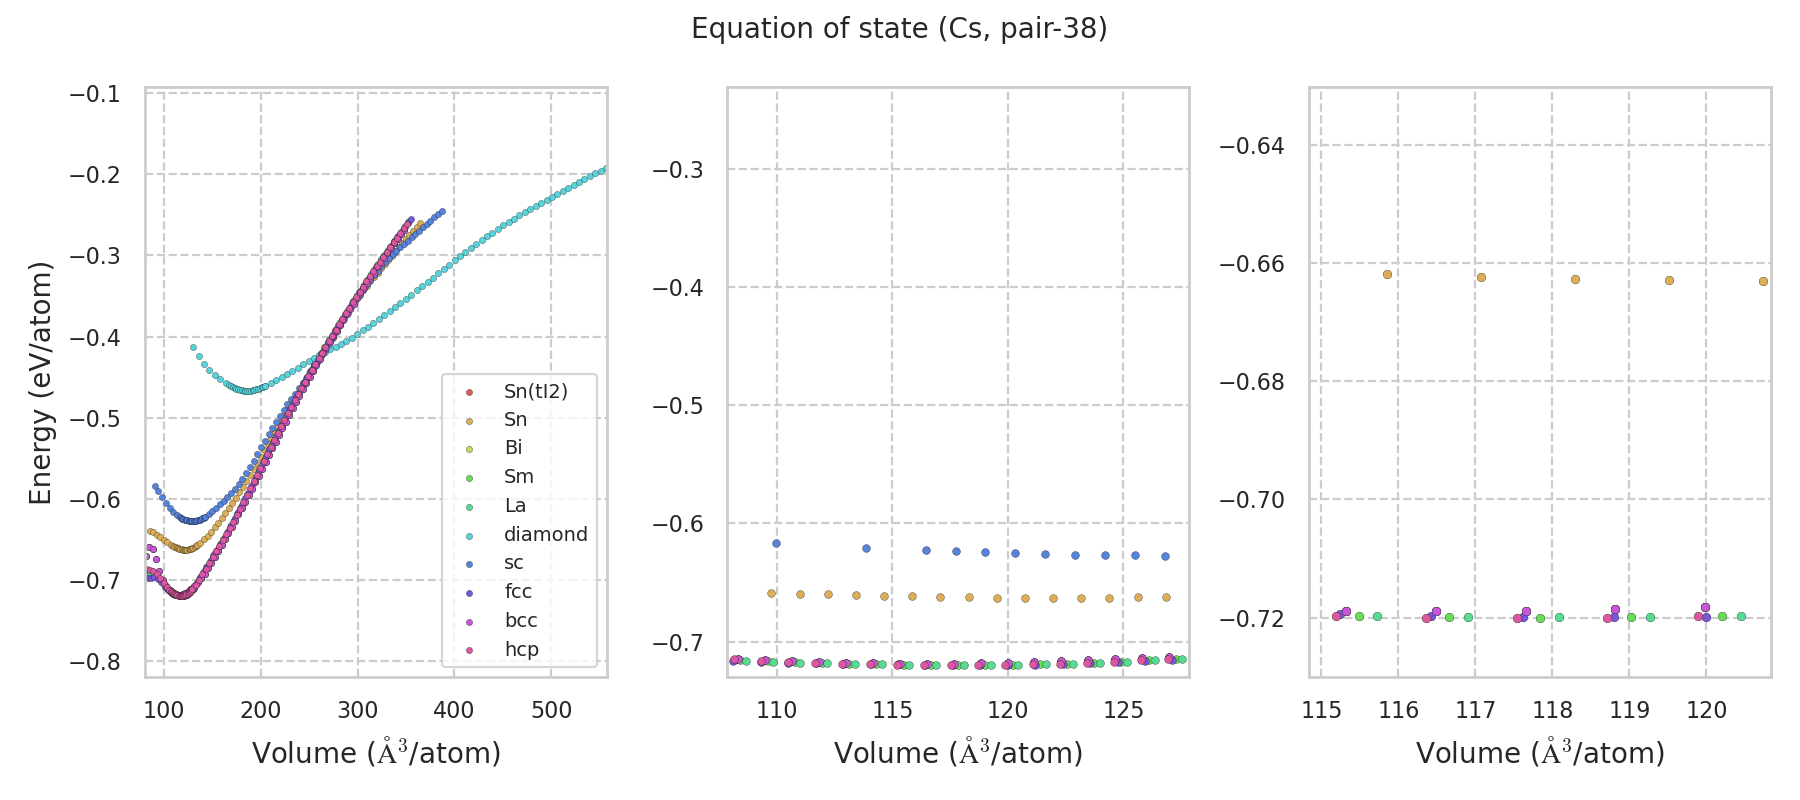 Equation of state (Cs, pair-38)
Energy (eV/atom)
−0.1
−0.2
−0.3
−0.4
−0.5
−0.6
−0.7
−0.8
100 200 300 400 500
Volume (Å³/atom)
Sn(tI2)
Sn
Bi
Sm
La
diamond
sc
fcc
bcc
hcp
−0.3
−0.4
−0.5
−0.6
−0.7
110 115 120 125
Volume (Å³/atom)
−0.64
−0.66
−0.68
−0.70
−0.72
115 116 117 118 119 120
Volume (Å³/atom)